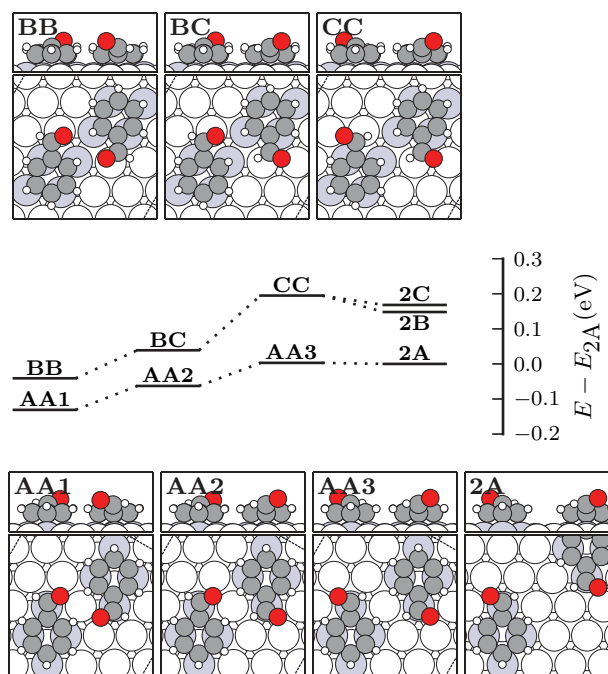 BB BC CC
0.3
0.2
0.1
0.0
−0.1
−0.2
E − E2A (eV)
CC
2C
2B
BC
AA3 2A
BB
AA2
AA1
AA1 AA2 AA3 2A